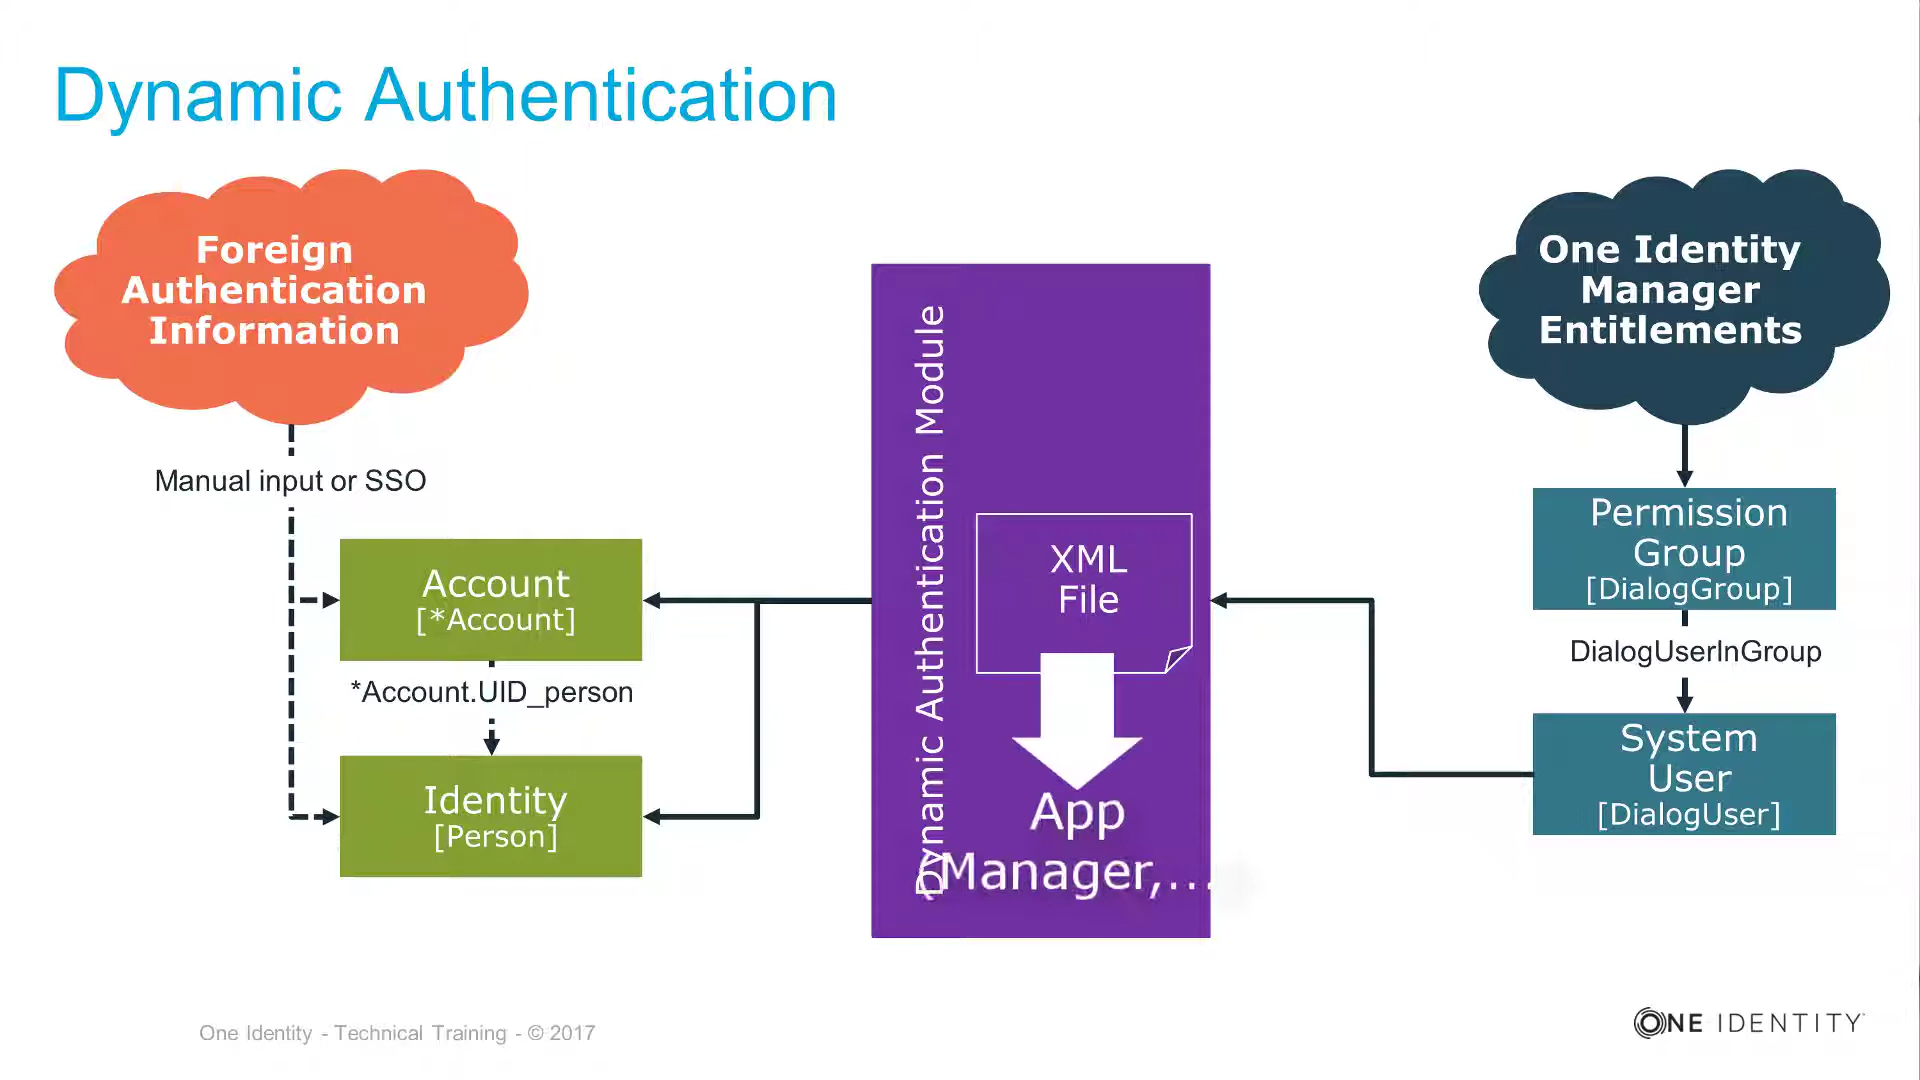 Dynamic Authentication
Foreign
Authentication
Information
Manual input or SSO
Account
[*Account]
*Account.UID_person
Identity
[Person]
Dynamic Authentication Module
XML
File
App
(Manager,...
One Identity
Manager
Entitlements
Permission
Group
[DialogGroup]
DialogUserInGroup
System
User
[DialogUser]
One Identity - Technical Training - © 2017
ONE IDENTITY